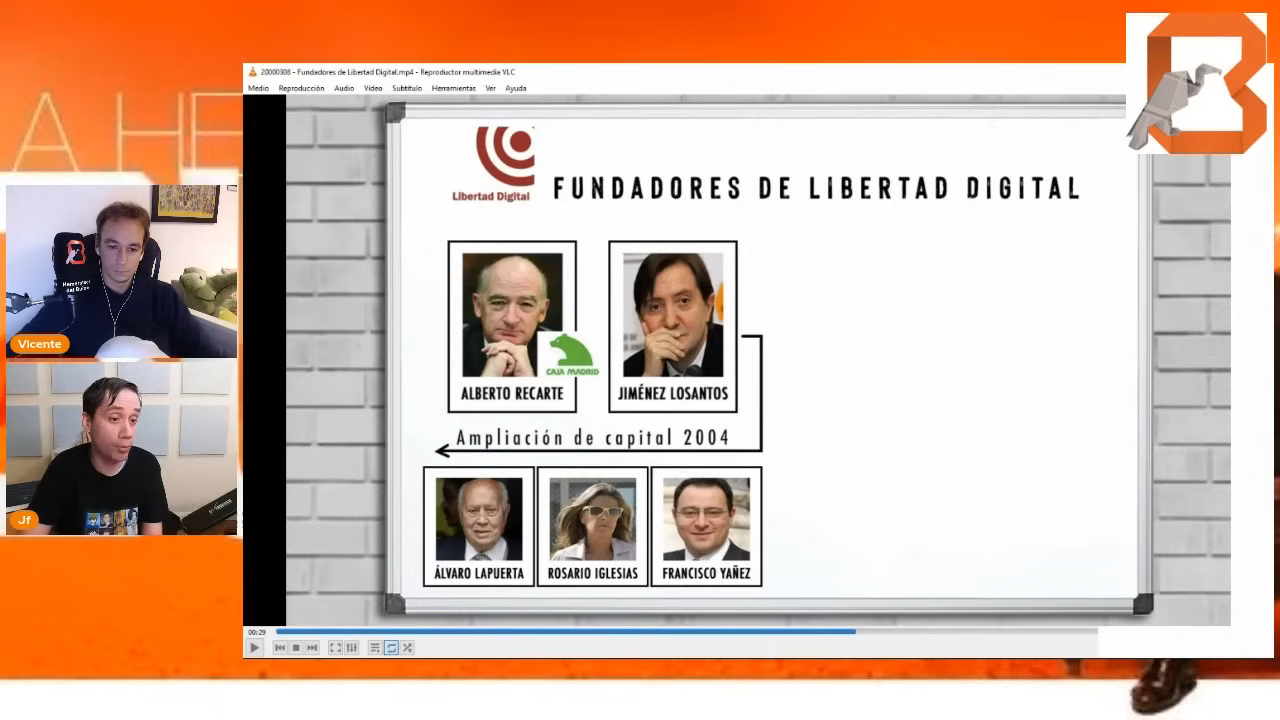 A HE
20000308 - Fundadores de Libertad Digital.mp4 - Reproductor multimedia VLC
Medio Reproducción Audio Vídeo Subtítulo Herramientas Ver Ayuda
Libertad Digital
FUNDADORES DE LIBERTAD DIGITAL
CAJA MADRID
ALBERTO RECARTE
JIMÉNEZ LOSANTOS
Ampliación de capital 2004
ÁLVARO LAPUERTA
ROSARIO IGLESIAS
FRANCISCO YAÑEZ
00:29
Vicente
Jf